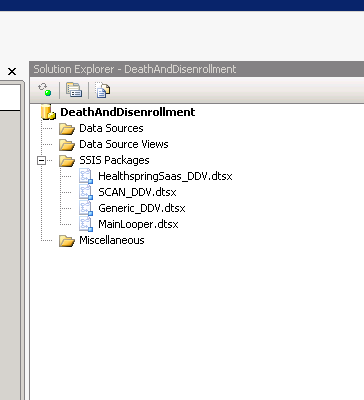 Solution Explorer - DeathAndDisenrollment
DeathAndDisenrollment
Data Sources
Data Source Views
SSIS Packages
HealthspringSaas_DDV.dtsx
SCAN_DDV.dtsx
Generic_DDV.dtsx
MainLooper.dtsx
Miscellaneous